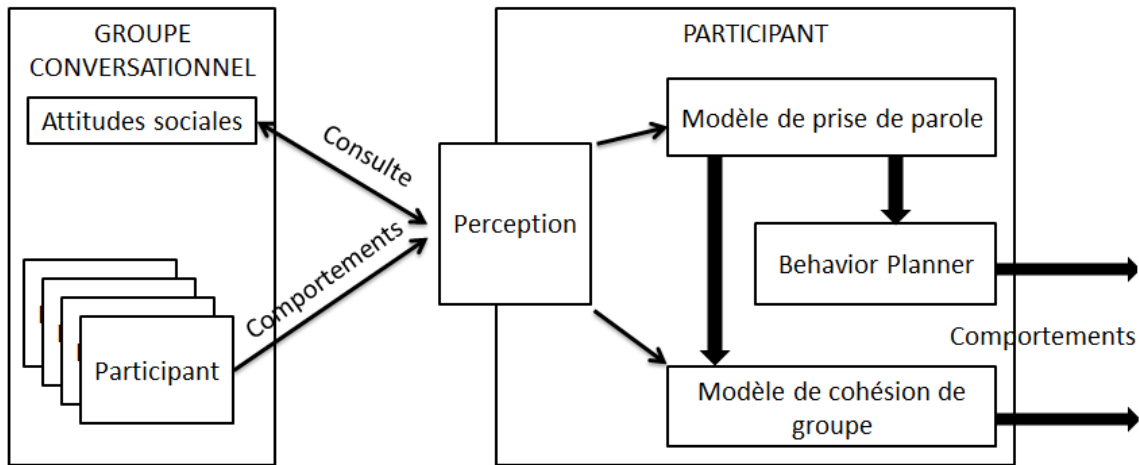 GROUPE
CONVERSATIONNEL
Attitudes sociales
Consulte
Comportements
Participant
Perception
PARTICIPANT
Modèle de prise de parole
Behavior Planner
Comportements
Modèle de cohésion de
groupe